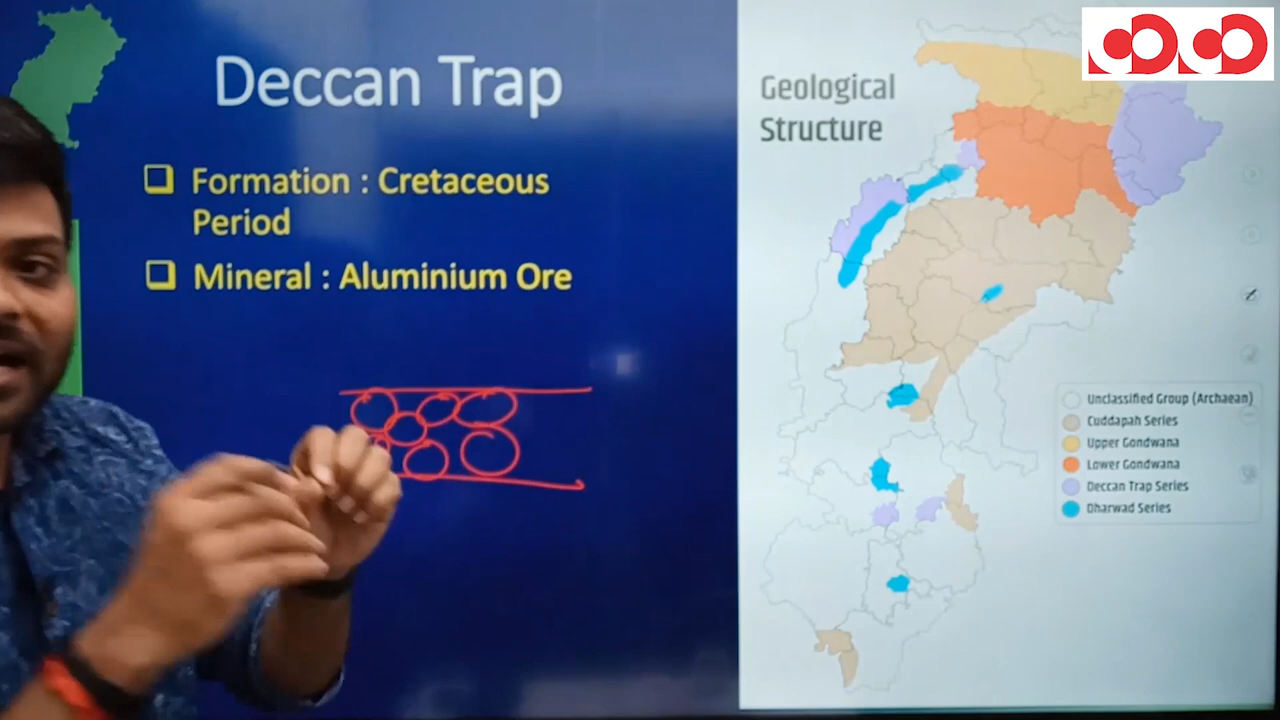 Deccan Trap
Formation : Cretaceous
Period
Mineral : Aluminium Ore
Geological
Structure
Unclassified Group (Archaean)
Cuddapah Series
Upper Gondwana
Lower Gondwana
Deccan Trap Series
Dharwad Series